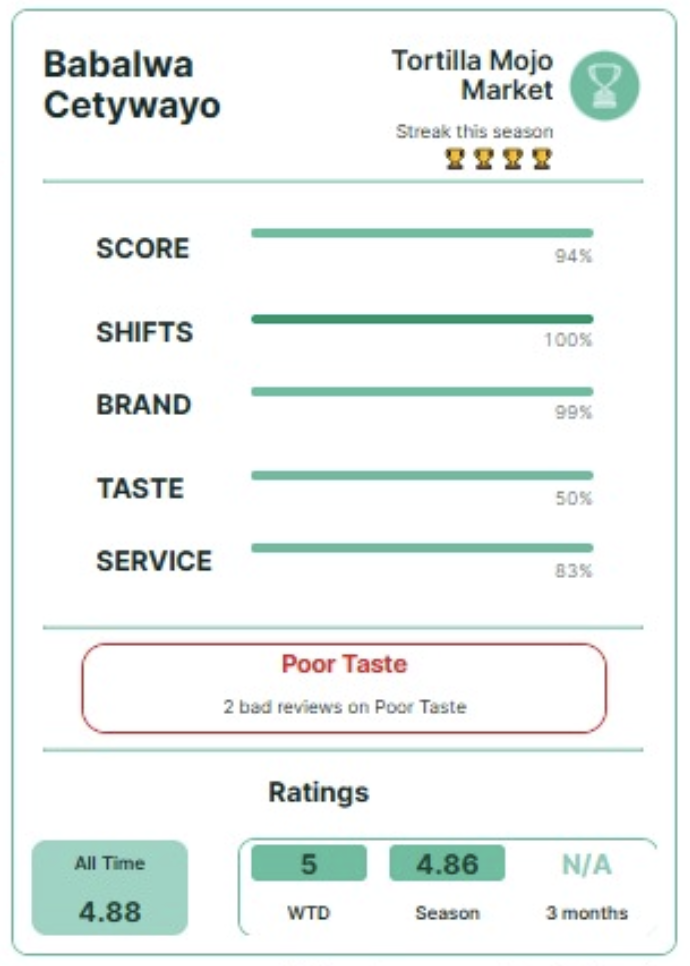 Babalwa
Cetywayo
Tortilla Mojo
Market
Streak this season
SCORE
94%
SHIFTS
100%
BRAND
99%
TASTE
50%
SERVICE
83%
Poor Taste
2 bad reviews on Poor Taste
Ratings
All Time
4.88
5
WTD
4.86
Season
N/A
3 months